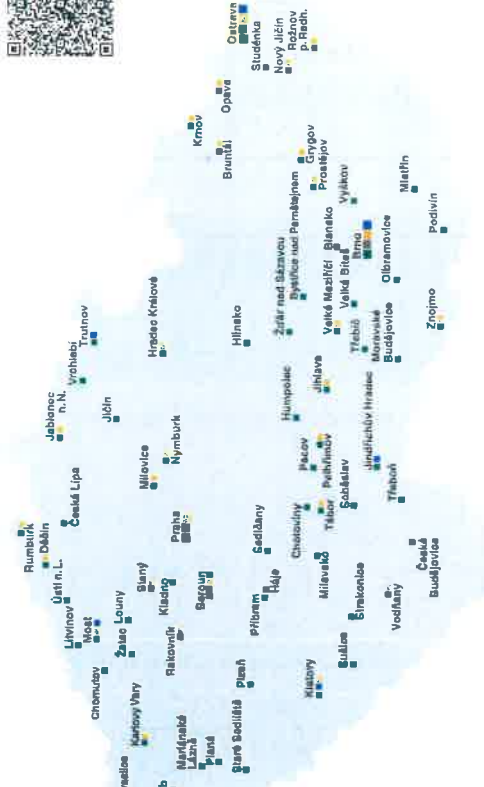 Ostrava
Studénka
Nový Jičín
Rožnov
p. Radh.
Opava
Krnov
Bruntál
Grygov
Prostějov
Vyškov
Miatřín
Podivín
Bystřice nad Pernštejnem
Žďár nad Sázavou
Blansko
Brno
Velká Bíteš
Velké Meziříčí
Olbramovice
Třebíč
Moravské
Budějovice
Znojmo
Hradec Králové
Hlinsko
Trutnov
Vrchlabí
Jablonec
n. N.
Jičín
Humpolec
Jihlava
Pacov
Pelhřimov
Jindřichův Hradec
Milovice
Nymburk
Česká Lípa
Rumburk
Děčín
Ústí n. L.
Praha
Sedlčany
Chotoviny
Tábor
Soběslav
Třeboň
Litvínov
Most
Louny
Žatec
Slaný
Kladno
Beroun
Rakovník
Příbram
Háje
Milevsko
Strakonice
Vodňany
České
Budějovice
Chomutov
Karlovy Vary
Mariánské
Lázně
Planá
Staré Sedliště
Plzeň
Klatovy
Sušice